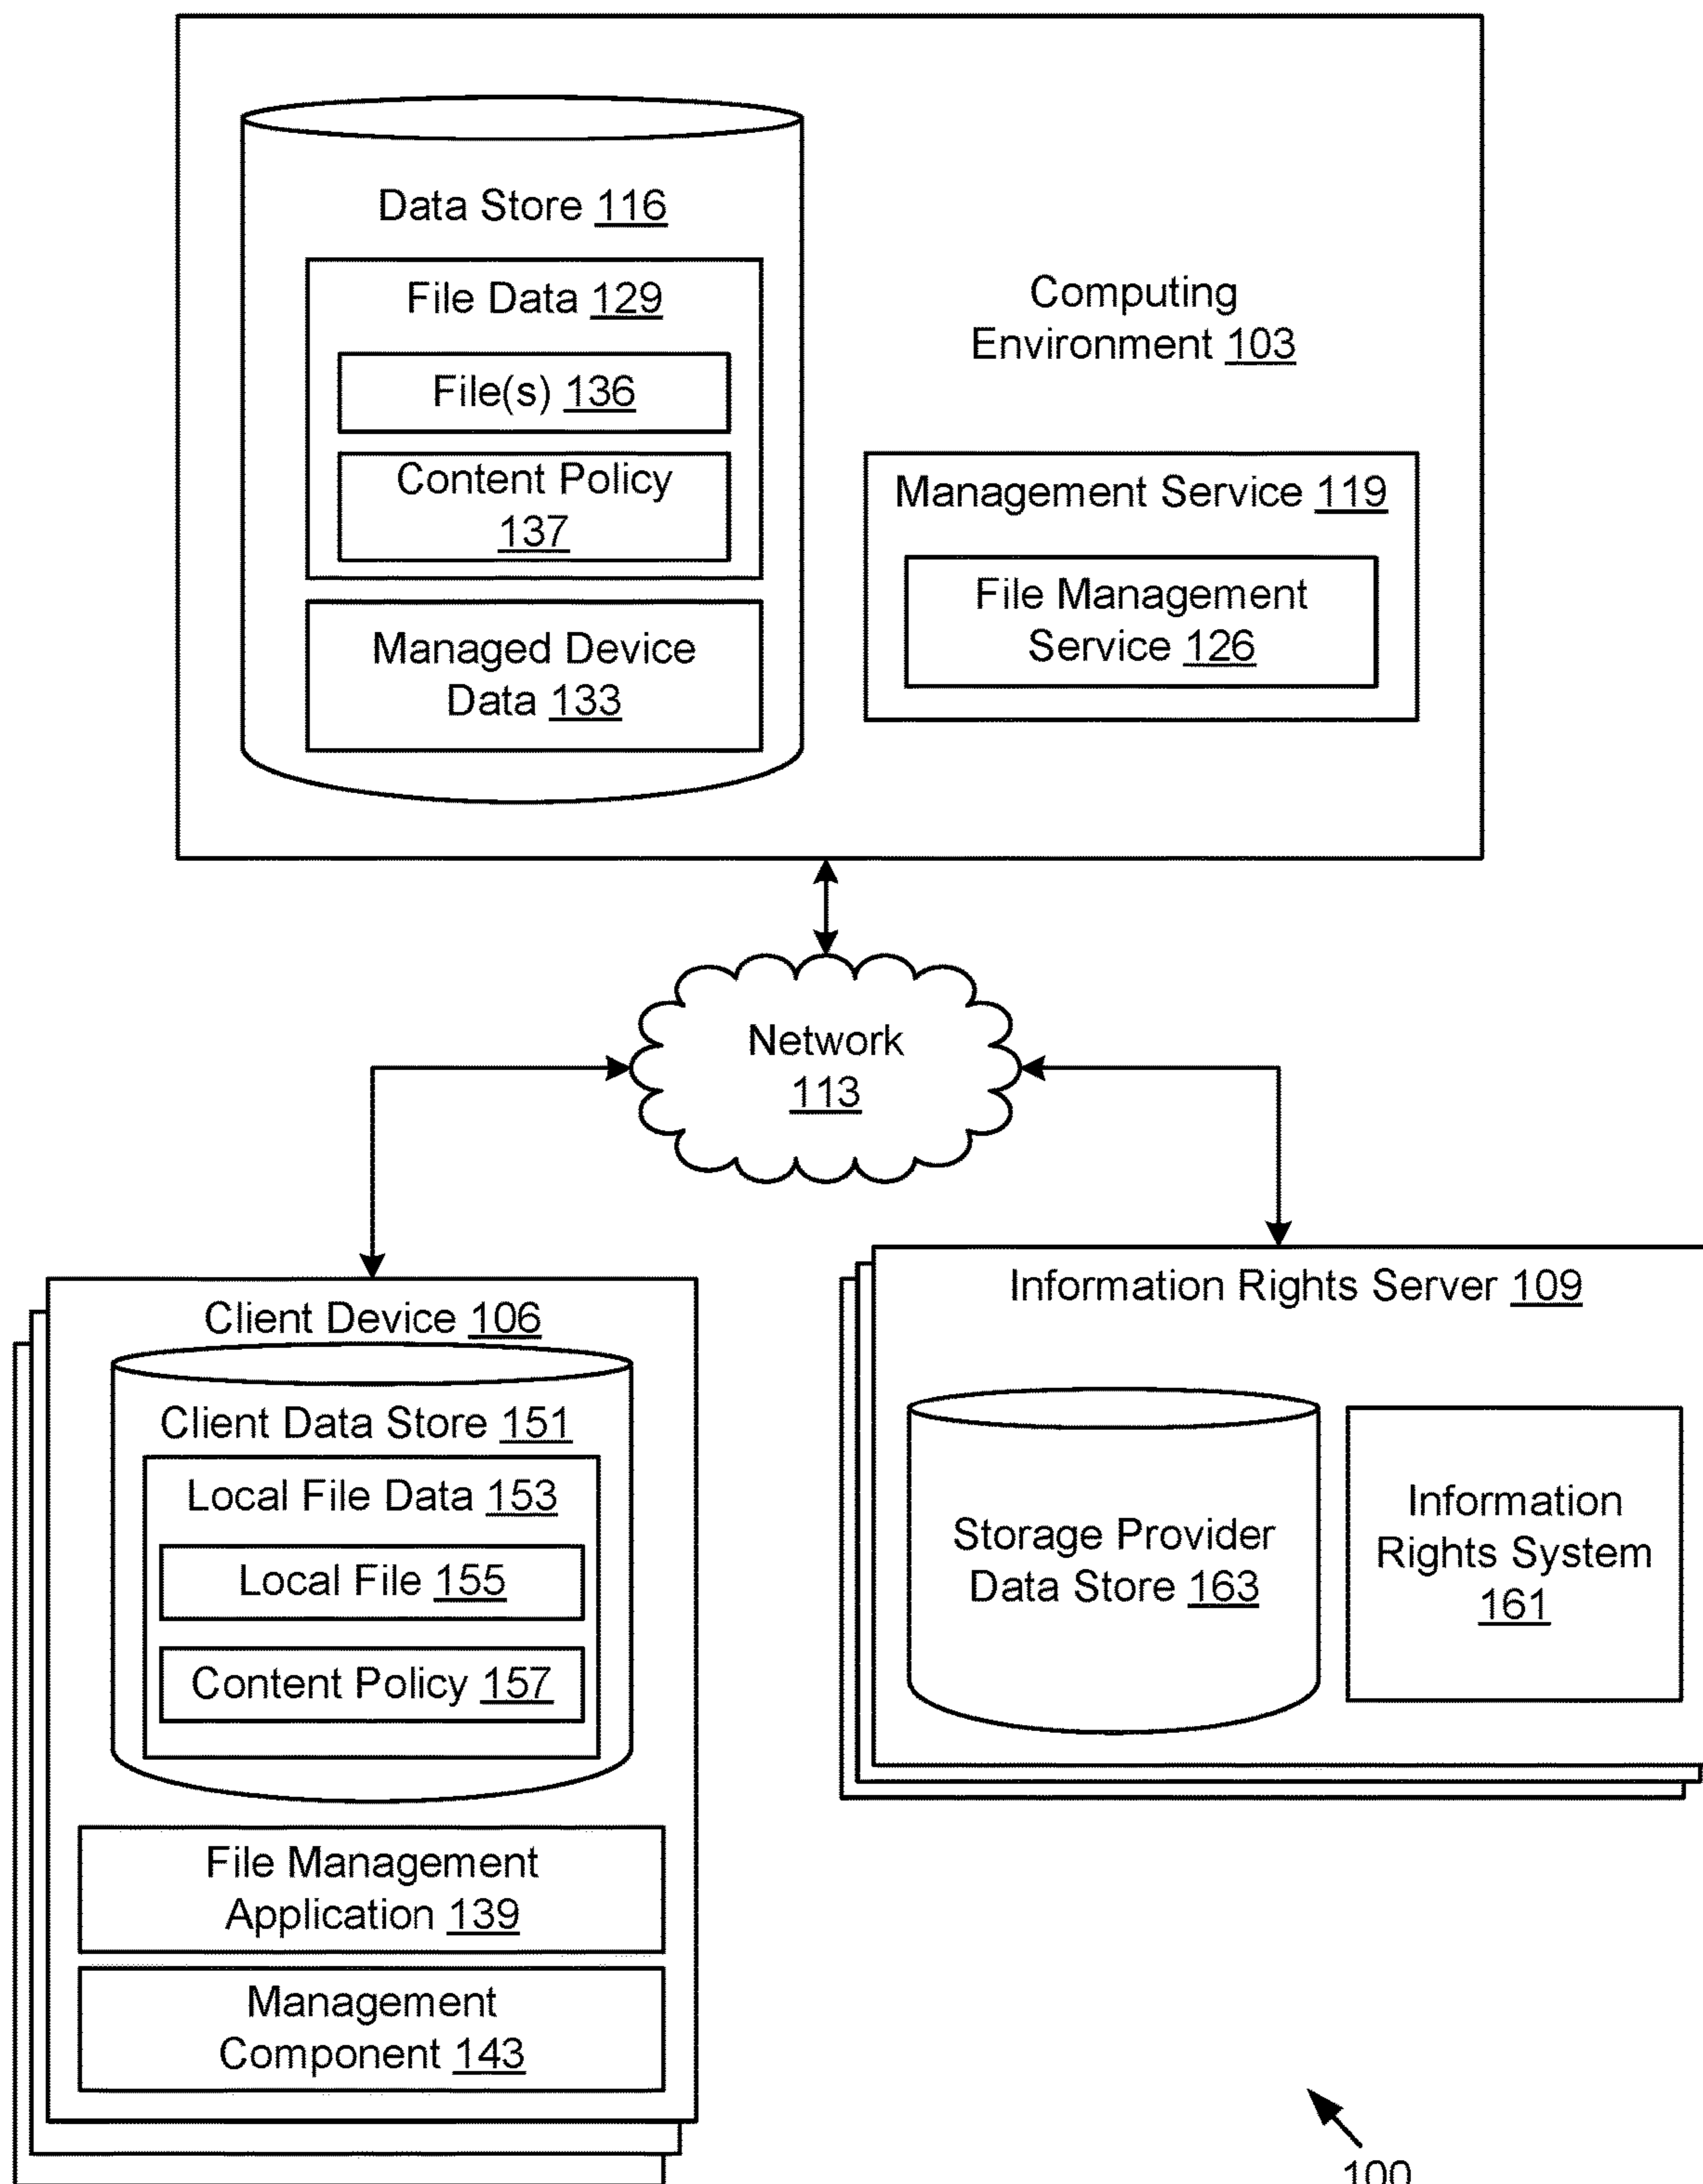 Data Store 116
File Data 129
File(s) 136
Content Policy
137
Managed Device
Data 133
Computing
Environment 103
Management Service 119
File Management
Service 126
Network
113
Client Device 106
Client Data Store 151
Local File Data 153
Local File 155
Content Policy 157
File Management
Application 139
Management
Component 143
Information Rights Server 109
Storage Provider
Data Store 163
Information
Rights System
161
100